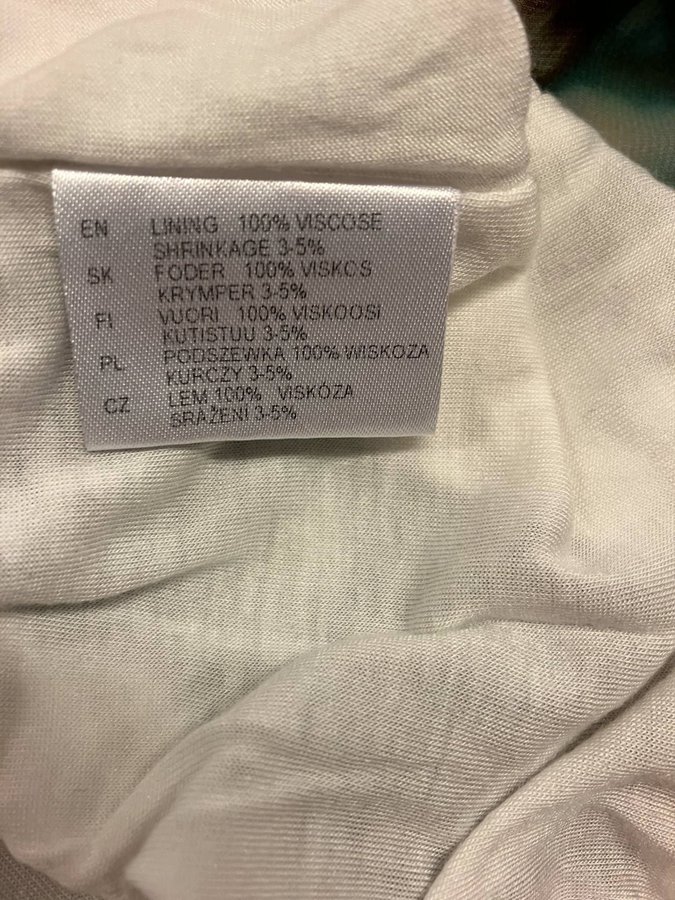 EN LINING 100% VISCOSE
SHRINKAGE 3-5%
SK FODER 100% VISKOS
KRYMPER 3-5%
FI VUORI 100% VISKOOSI
KUTISTUU 3-5%
PL PODSZEWKA 100% WISKOZA
KURCZY 3-5%
CZ LEM 100% VISKÓZA
SRAŽENÍ 3-5%